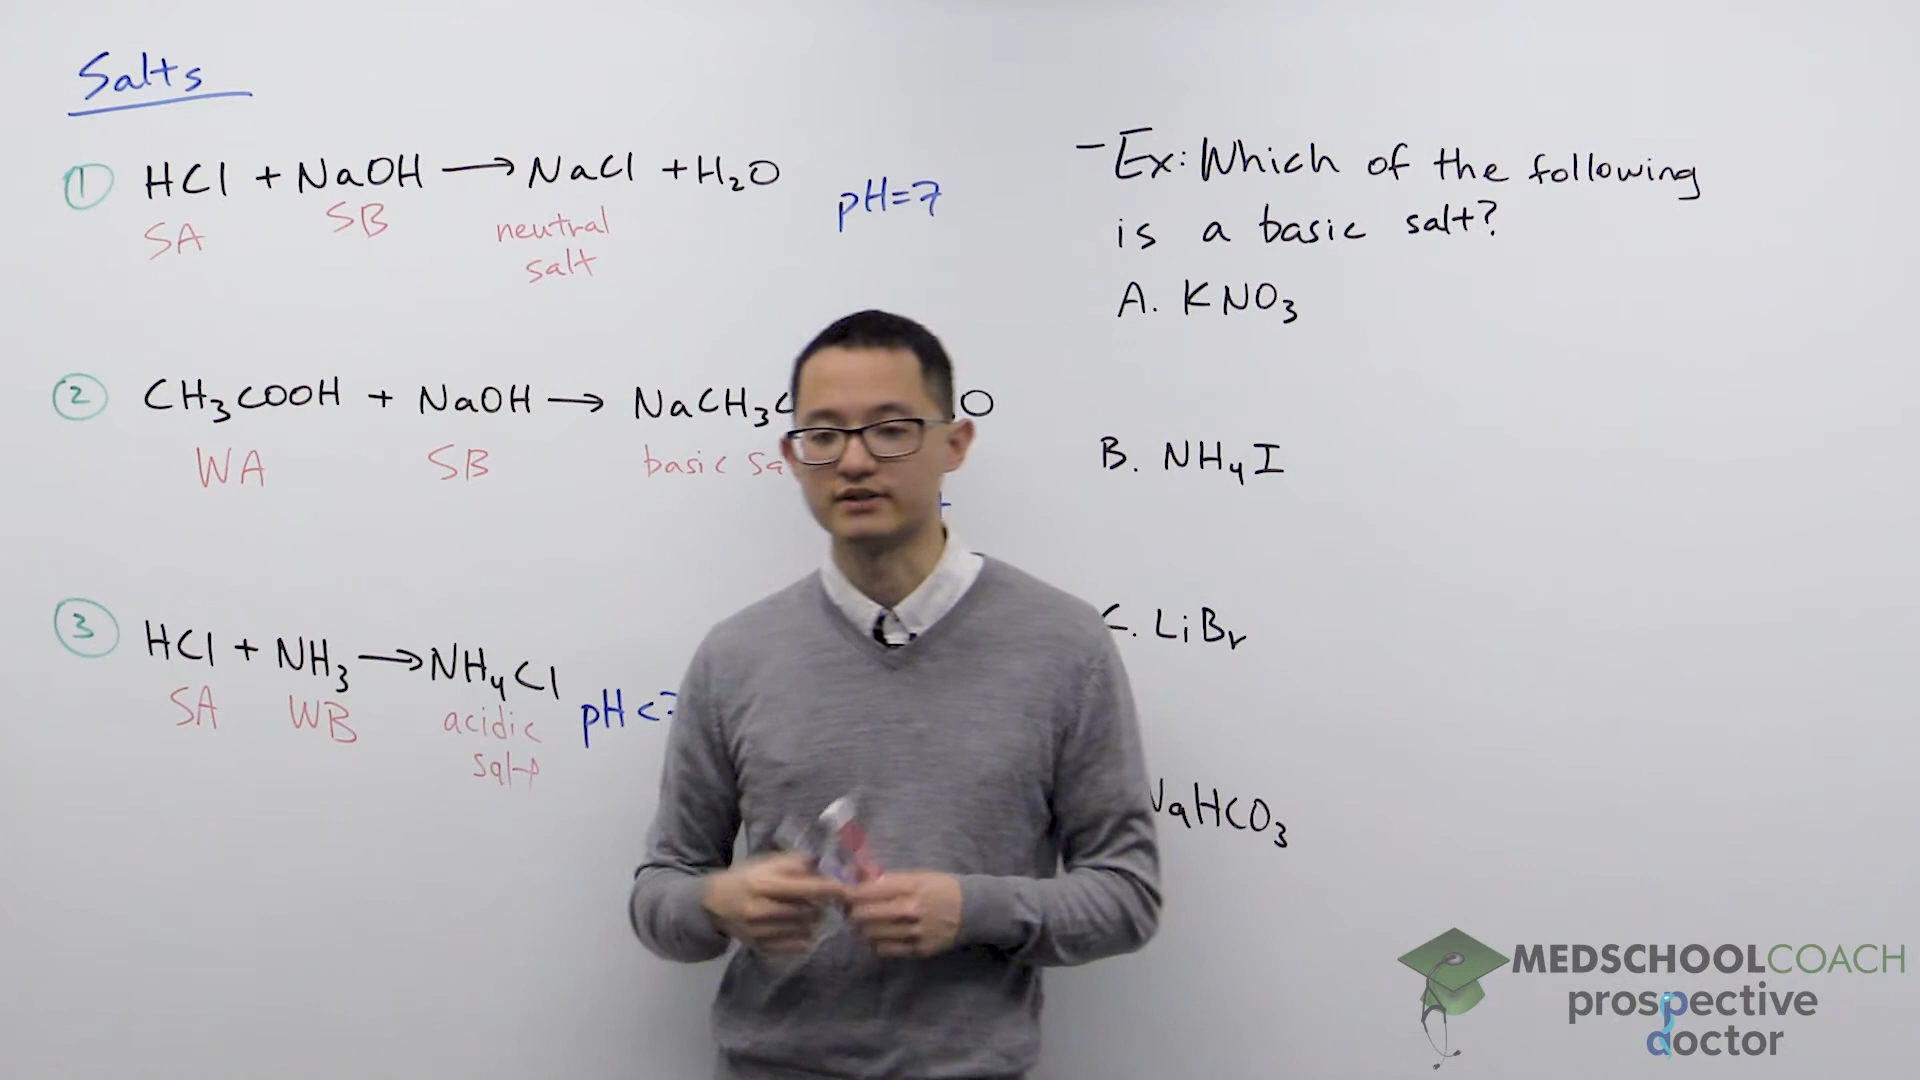 Salts
① HCl + NaOH → NaCl + H₂O
SA SB neutral salt
pH=7
② CH₃COOH + NaOH → NaCH₃C O
WA SB basic
③ HCl + NH₃ → NH₄Cl
SA WB acidic salt
pH <7
- Ex: Which of the following
is a basic salt?
A. KNO₃
B. NH₄I
C. LiBr
NaHCO₃
MEDSCHOOLCOACH
prospective
doctor